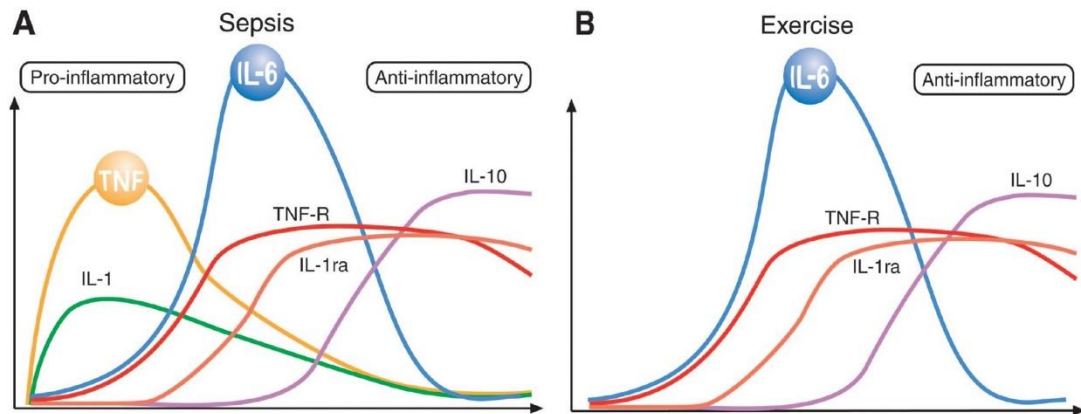 A
Sepsis
Pro-inflammatory
IL-6
Anti-inflammatory
TNF
IL-10
TNF-R
IL-1ra
IL-1
B
Exercise
IL-6
Anti-inflammatory
IL-10
TNF-R
IL-1ra